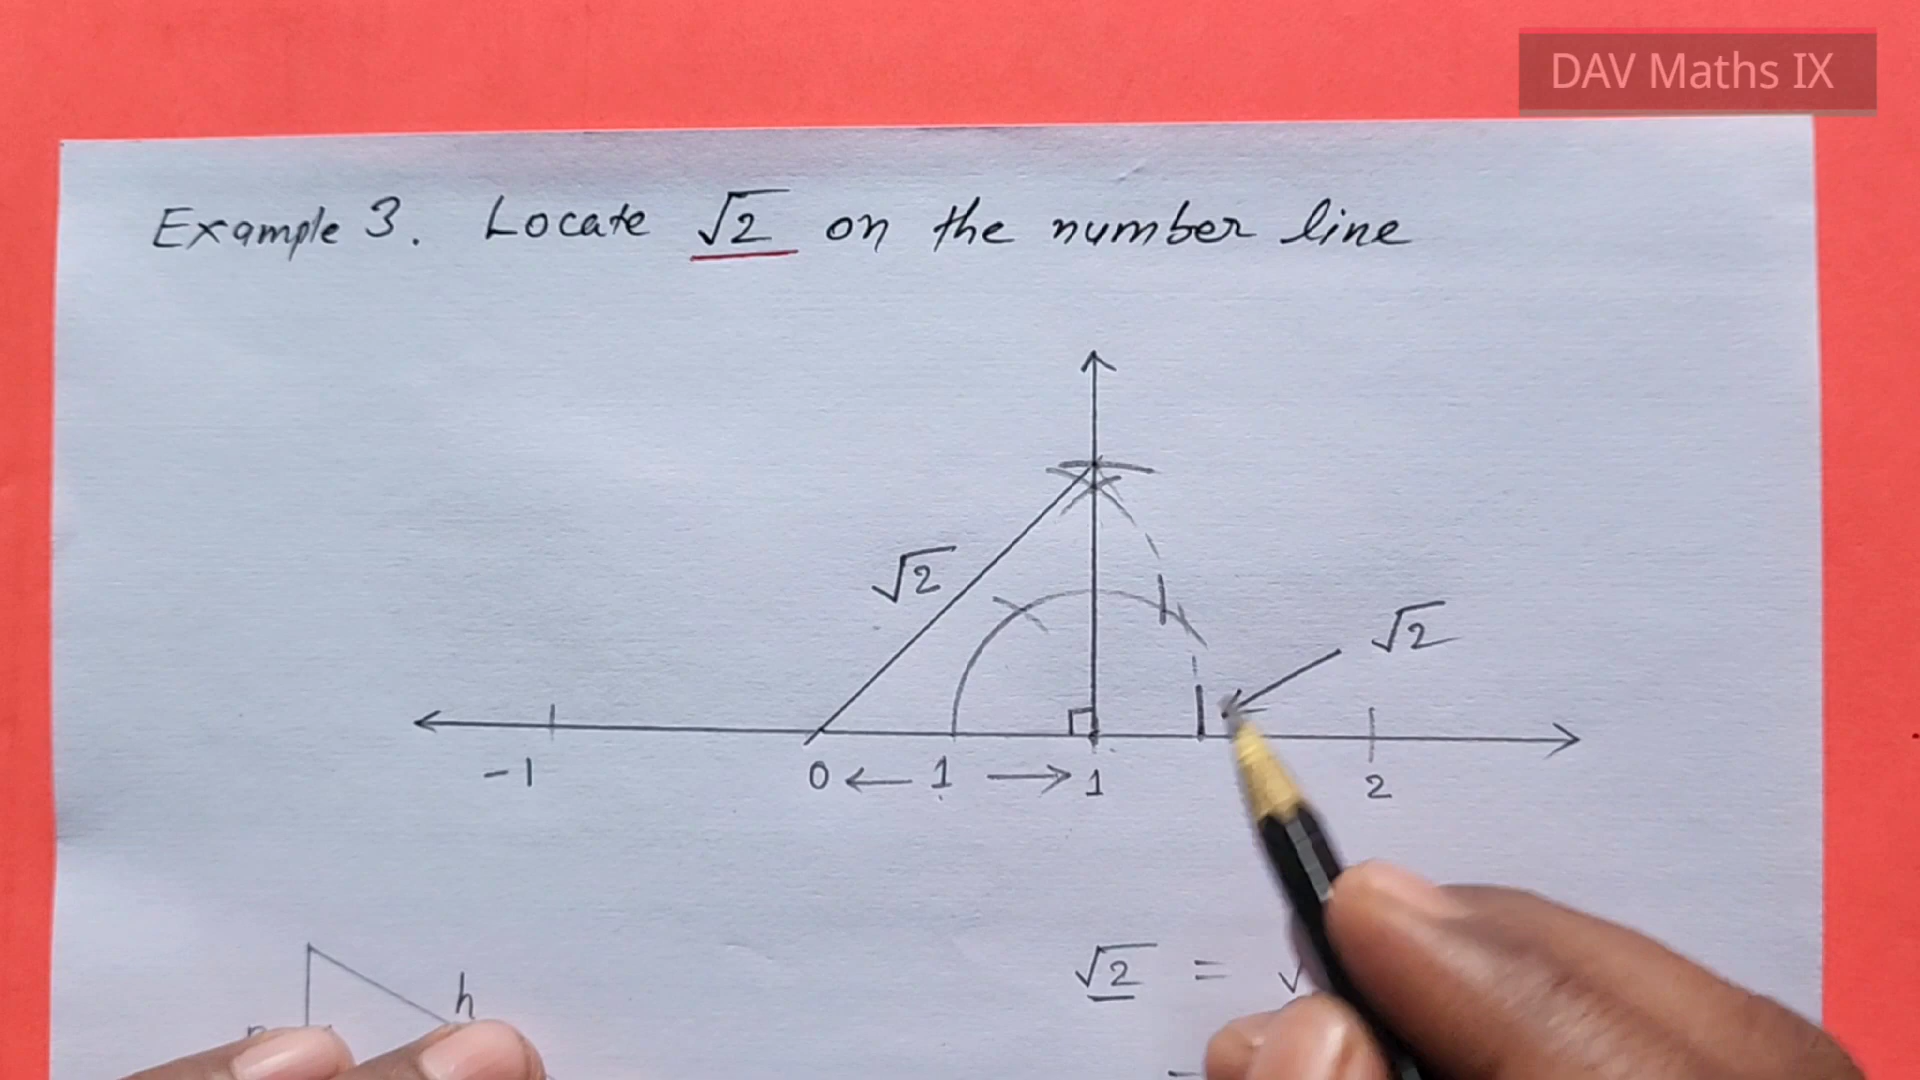 DAV Maths IX
Example 3. Locate √2 on the number line
√2
√2
-1 0 ← 1 → 1 2
h
√2 = √